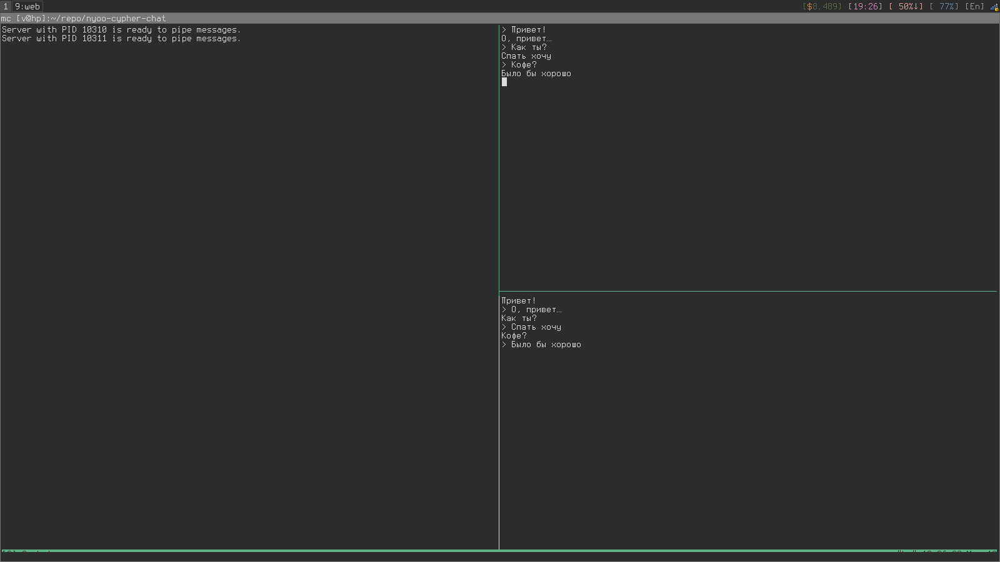 1 9:web [$8,489] [19:26] [ 50%↓] [ 77%] [En]
mc [v@hp]:~/repo/nyoo-cypher-chat
Server with PID 10310 is ready to pipe messages.
Server with PID 10311 is ready to pipe messages.
> Привет!
О, привет…
> Как ты?
Спать хочу
> Кофе?
Было бы хорошо
Привет!
> О, привет…
Как ты?
> Спать хочу
Кофе?
> Было бы хорошо